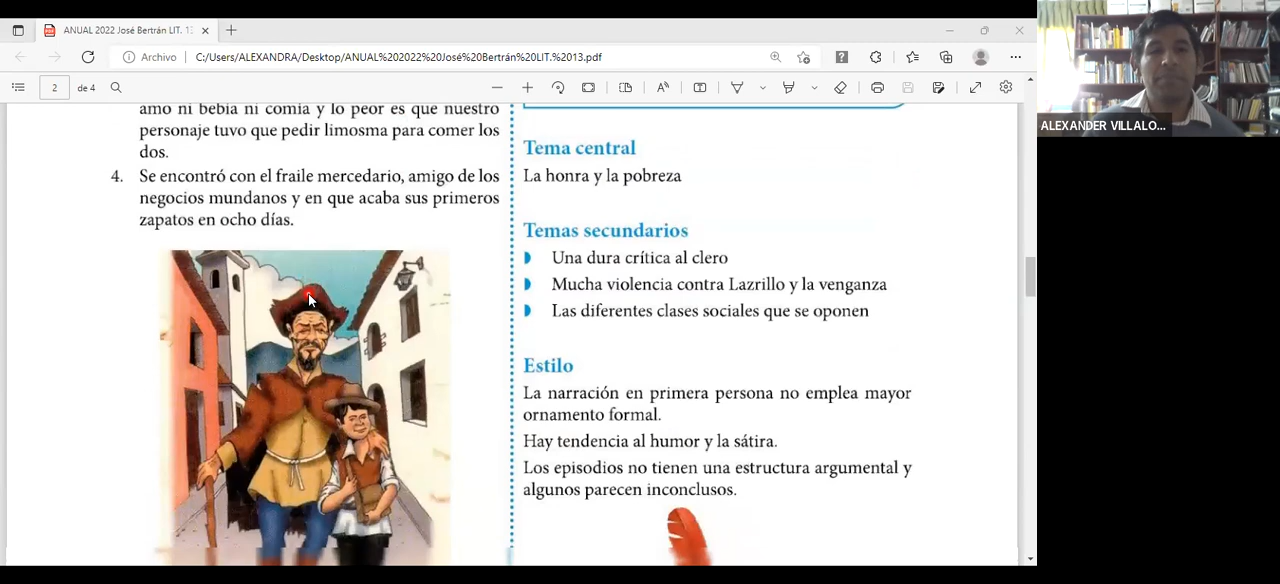 ANUAL 2022 José Bertrán LIT. 1
Archivo
C:/Users/ALEXANDRA/Desktop/ANUAL%202022%20José%20Bertrán%20LIT.%2013.pdf
2
de 4
amo ni bebía ni comía y lo peor es que nuestro
personaje tuvo que pedir limosma para comer los
dos.
4. Se encontró con el fraile mercedario, amigo de los
negocios mundanos y en que acaba sus primeros
zapatos en ocho días.
Tema central
La honra y la pobreza
Temas secundarios
Una dura crítica al clero
Mucha violencia contra Lazrillo y la venganza
Las diferentes clases sociales que se oponen
Estilo
La narración en primera persona no emplea mayor
ornamento formal.
Hay tendencia al humor y la sátira.
Los episodios no tienen una estructura argumental y
algunos parecen inconclusos.
ALEXANDER VILLALO...